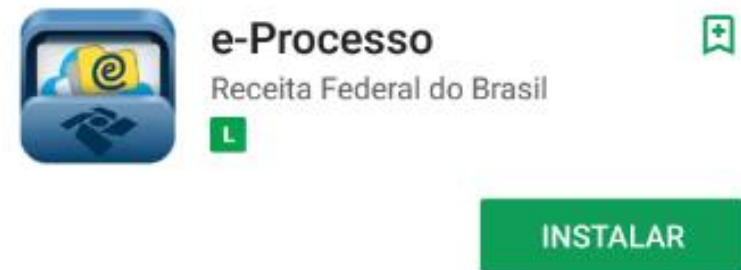 e-Processo
Receita Federal do Brasil
L
INSTALAR